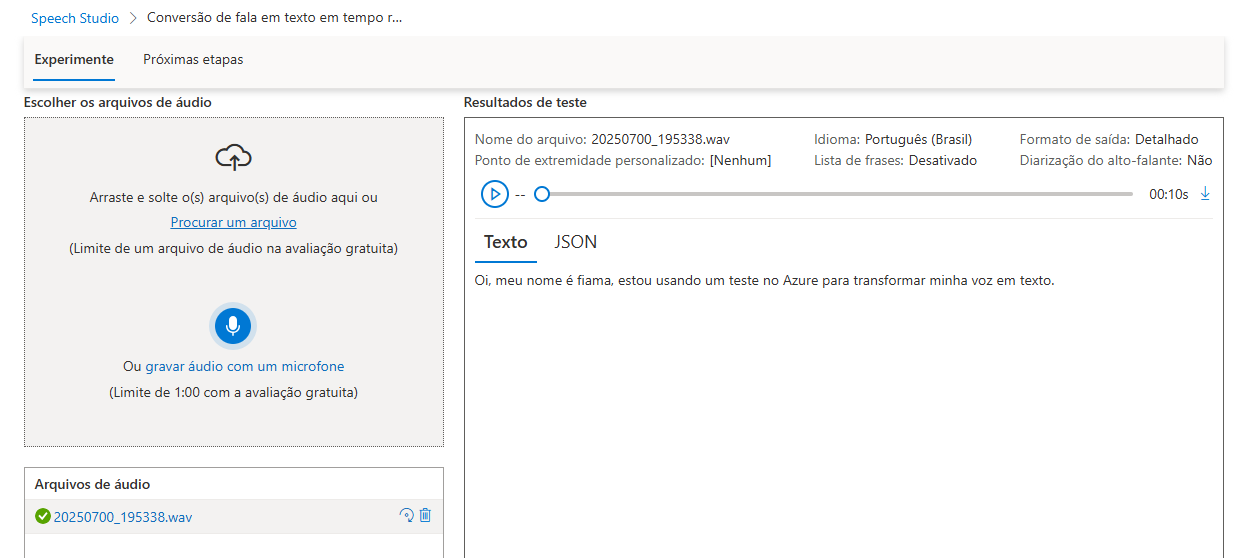 Speech Studio > Conversão de fala em texto em tempo r...
Experimente Próximas etapas
Escolher os arquivos de áudio
Arraste e solte o(s) arquivo(s) de áudio aqui ou
Procurar um arquivo
(Limite de um arquivo de áudio na avaliação gratuita)
Ou gravar áudio com um microfone
(Limite de 1:00 com a avaliação gratuita)
Arquivos de áudio
20250700_195338.wav
Resultados de teste
Nome do arquivo: 20250700_195338.wav Idioma: Português (Brasil) Formato de saída: Detalhado
Ponto de extremidade personalizado: [Nenhum] Lista de frases: Desativado Diarização do alto-falante: Não
-- 00:10s
Texto JSON
Oi, meu nome é fiama, estou usando um teste no Azure para transformar minha voz em texto.